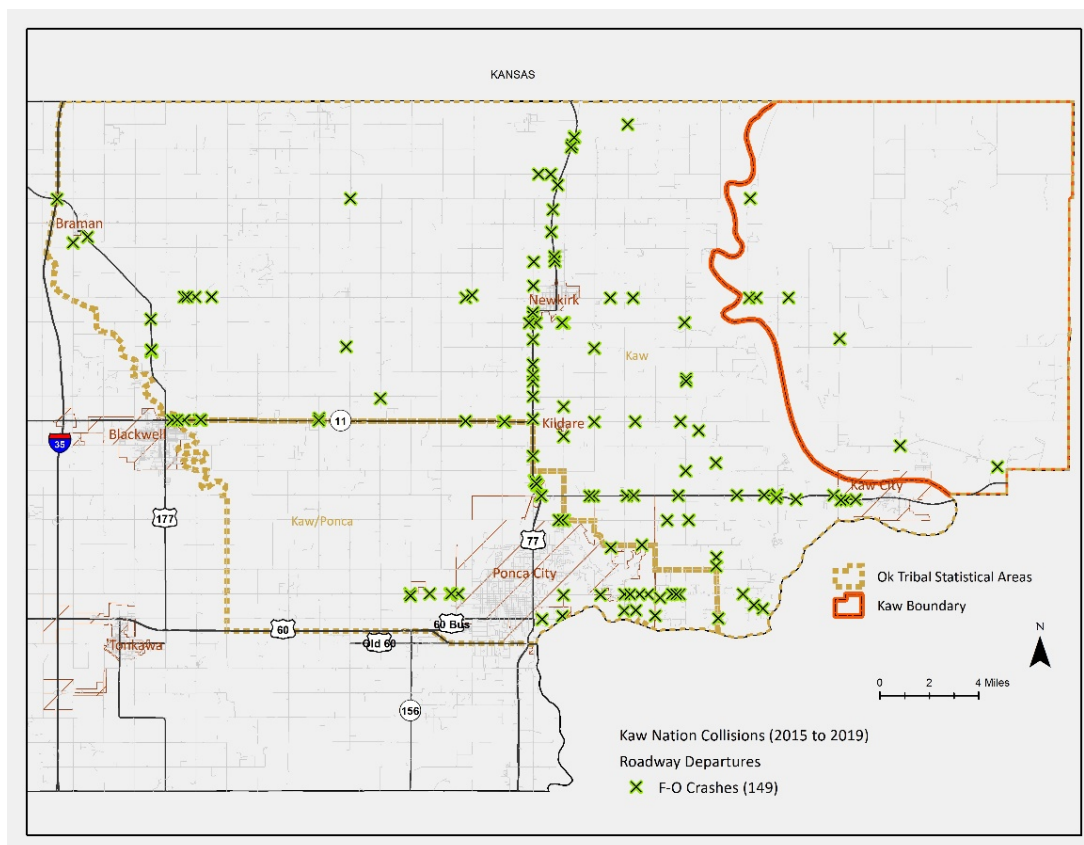 KANSAS
Braman
Newkirk
Kaw
11
Kildare
Blackwell
35
Kaw City
177
Kaw/Ponca
77
Ponca City
Ok Tribal Statistical Areas
Kaw Boundary
60 Bus
60
Old 60
Tonkawa
N
0 2 4 Miles
156
Kaw Nation Collisions (2015 to 2019)
Roadway Departures
F-O Crashes (149)